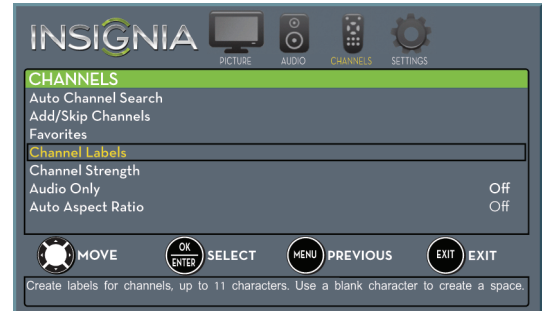 INSIGNIA
PICTURE AUDIO CHANNELS SETTINGS
CHANNELS
Auto Channel Search
Add/Skip Channels
Favorites
Channel Labels
Channel Strength
Audio Only Off
Auto Aspect Ratio Off
MOVE OK ENTER SELECT MENU PREVIOUS EXIT EXIT
Create labels for channels, up to 11 characters. Use a blank character to create a space.